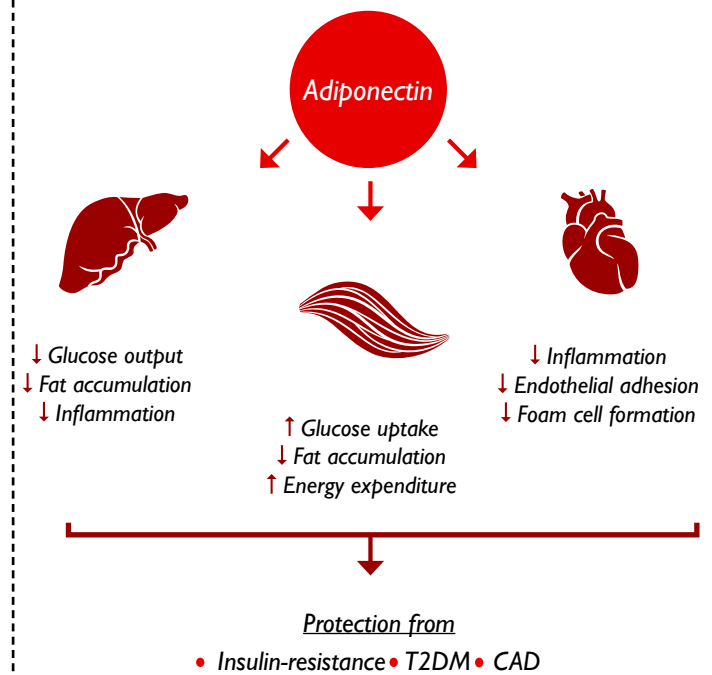 Adiponectin
↓ Glucose output
↓ Fat accumulation
↓ Inflammation
↑ Glucose uptake
↓ Fat accumulation
↑ Energy expenditure
↓ Inflammation
↓ Endothelial adhesion
↓ Foam cell formation
Protection from
• Insulin-resistance • T2DM • CAD